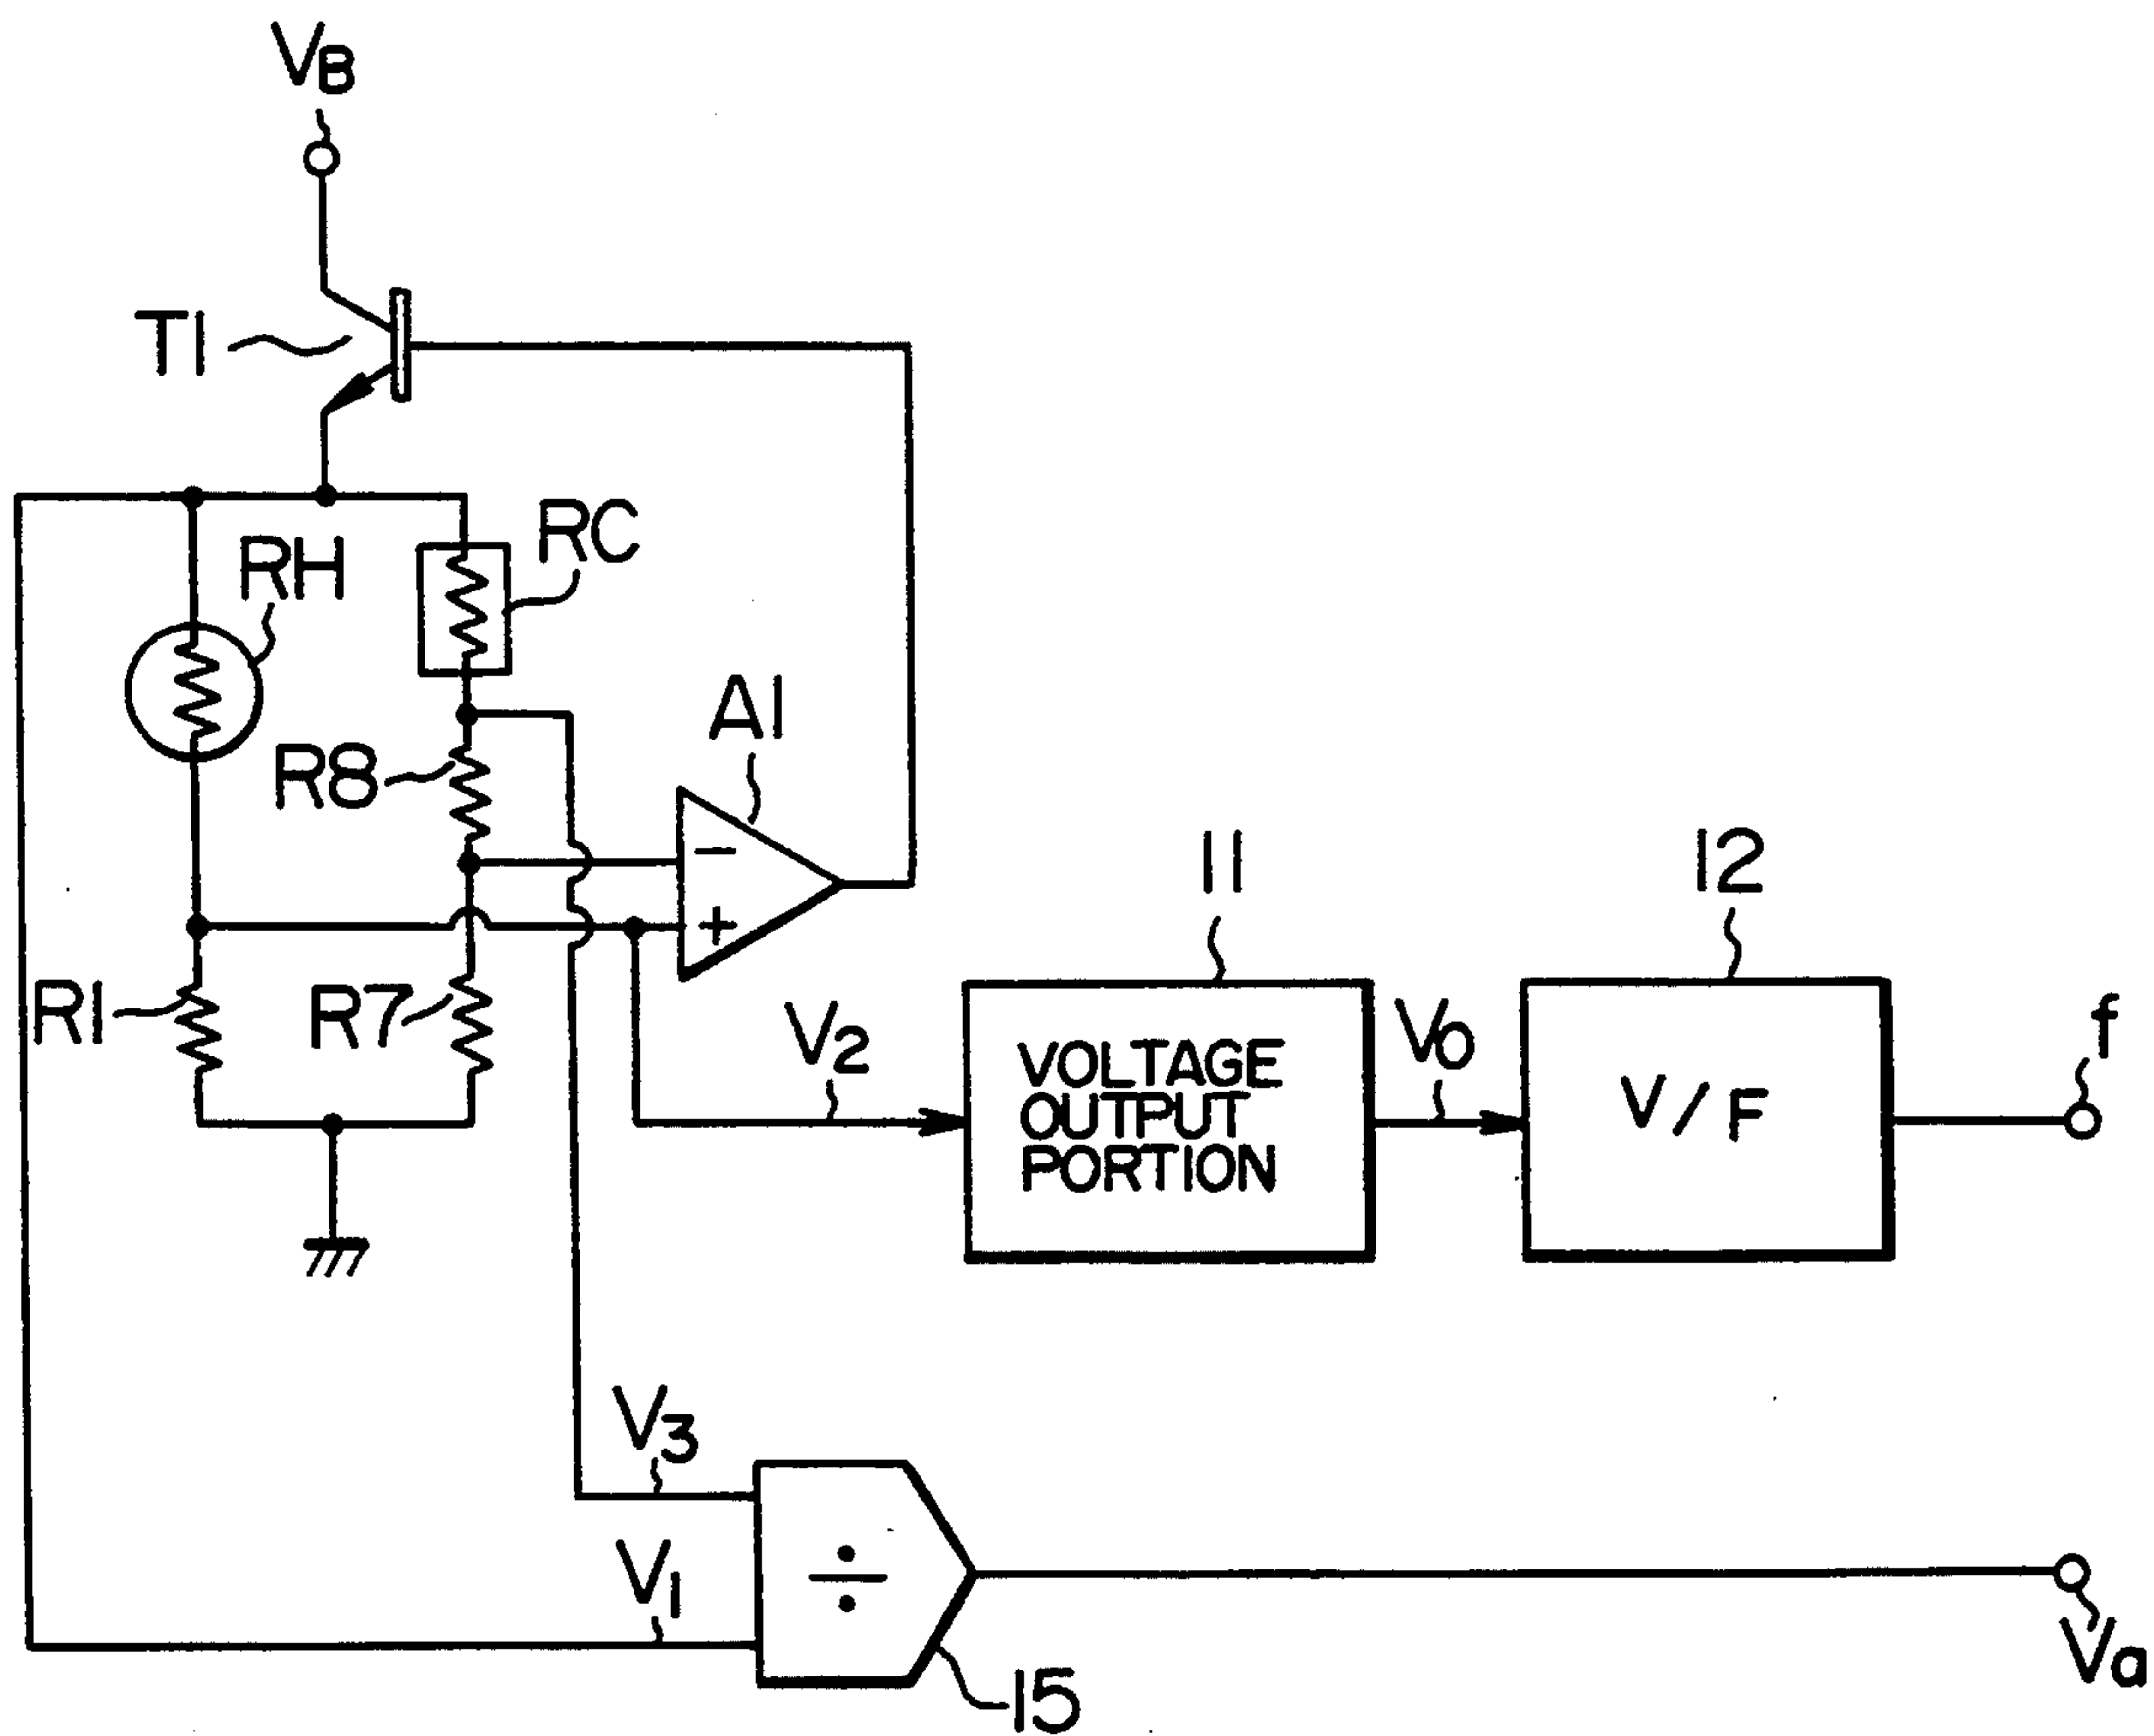 VB
T1
RH
RC
R8
A1
−
+
R1
R7
11
12
V2
VOLTAGE
OUTPUT
PORTION
V0
V/F
f
V3
V1
÷
15
Va